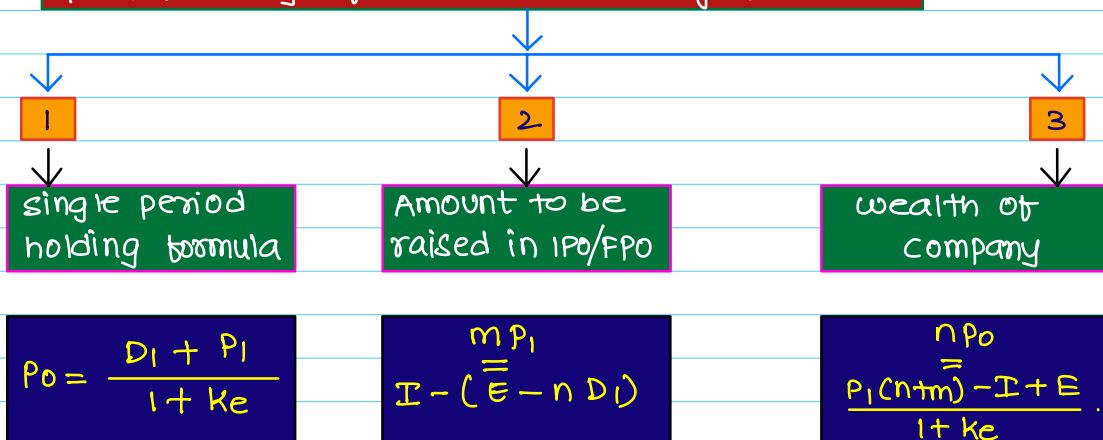 1
2
3
single period
holding formula
Amount to be
raised in IPO/FPO
wealth of
company
P0 = (D1 + P1) / (1 + Ke)
mP1
=
I - (E - n D1)
nP0
=
(P1(n+m) - I + E) / (1 + Ke) .